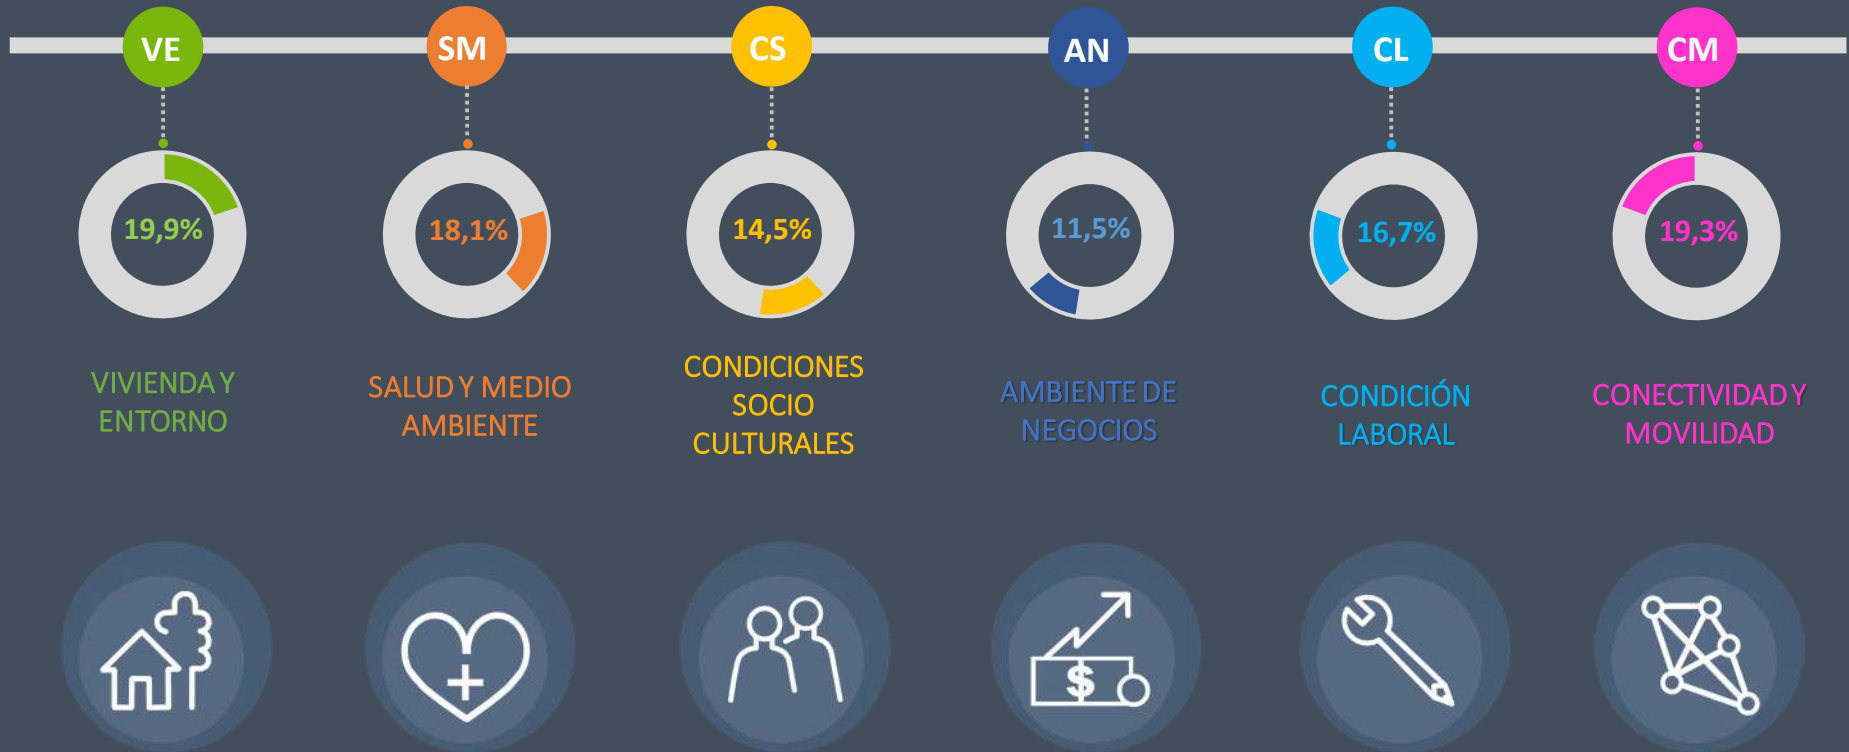 VE
SM
CS
AN
CL
CM
19,9%
18,1%
14,5%
11,5%
16,7%
19,3%
VIVIENDA Y
ENTORNO
SALUD Y MEDIO
AMBIENTE
CONDICIONES
SOCIO
CULTURALES
AMBIENTE DE
NEGOCIOS
CONDICIÓN
LABORAL
CONECTIVIDAD Y
MOVILIDAD
$